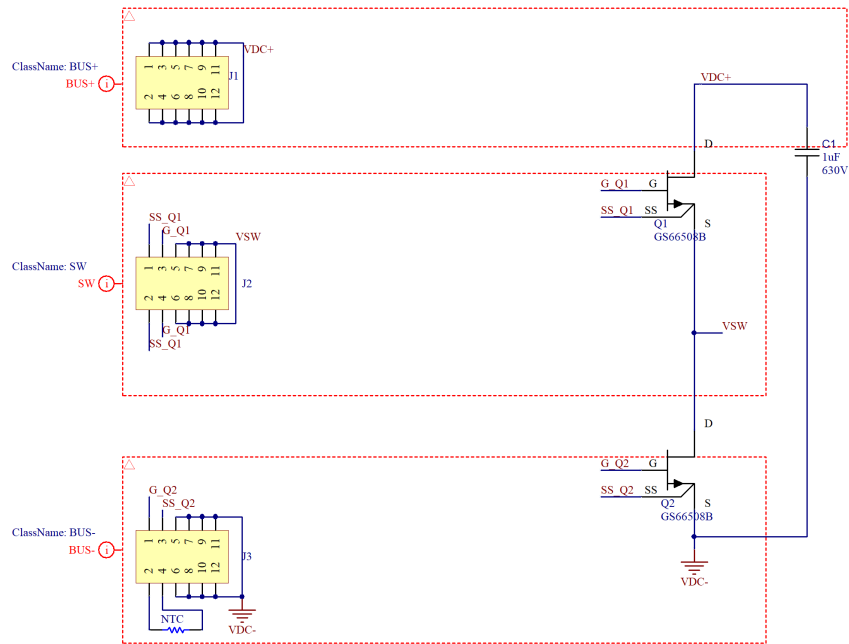 VDC+
1 3 5 7 9 11
J1
2 4 6 8 10 12
ClassName: BUS+
BUS+ i
VDC+
D
C1
1uF
630V
G_Q1 G
SS_Q1 SS
S
Q1
GS66508B
SS_Q1
G_Q1
VSW
1 3 5 7 9 11
J2
2 4 6 8 10 12
ClassName: SW
SW i
G_Q1
SS_Q1
VSW
D
G_Q2 G
SS_Q2 SS
S
Q2
GS66508B
G_Q2
SS_Q2
1 3 5 7 9 11
J3
2 4 6 8 10 12
ClassName: BUS-
BUS- i
NTC
VDC-
VDC-